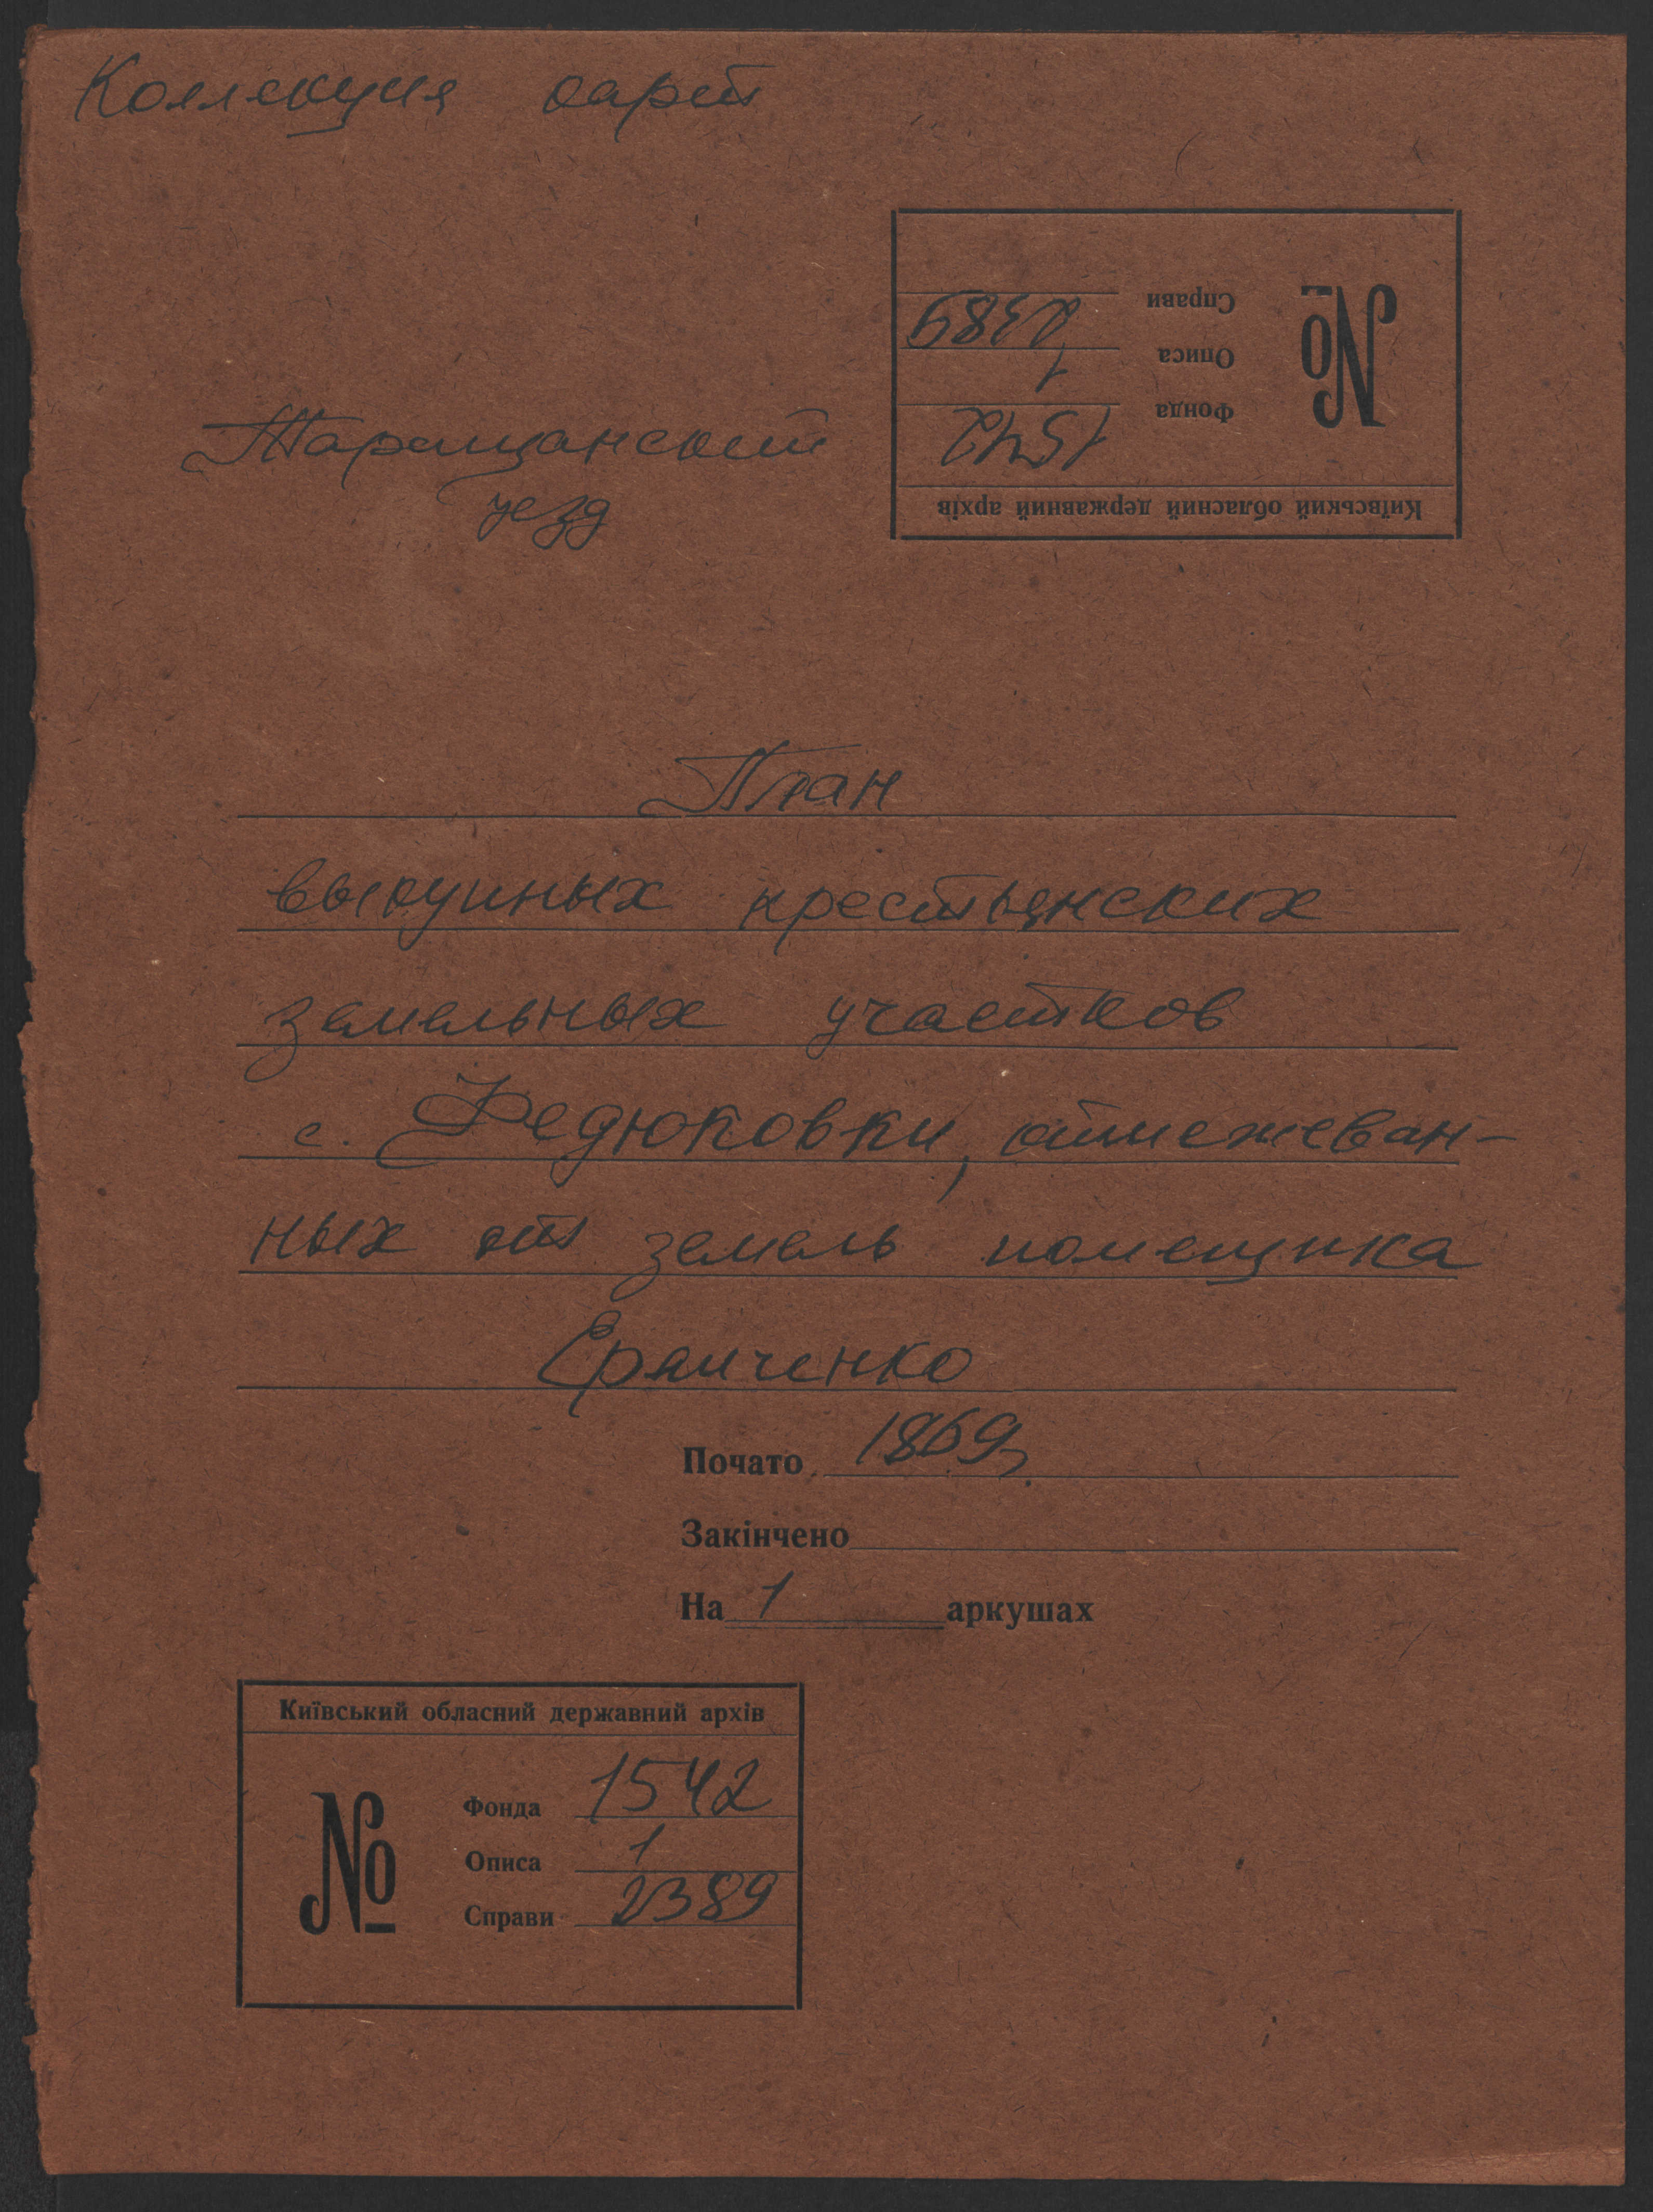 Коллекция карт
Справи 2389
Описа 1
Фонда 1542
№
Київський обласний державний архів
Таращанский
уезд
План
выкупных крестьянских
земельных участков
с. Федюковки, отмежеван-
ных от земель помещика
Почато 1869г.
Закінчено
На 1 аркушах
Київський обласний державний архів
№
Фонда 1542
Описа 1
Справи 2389